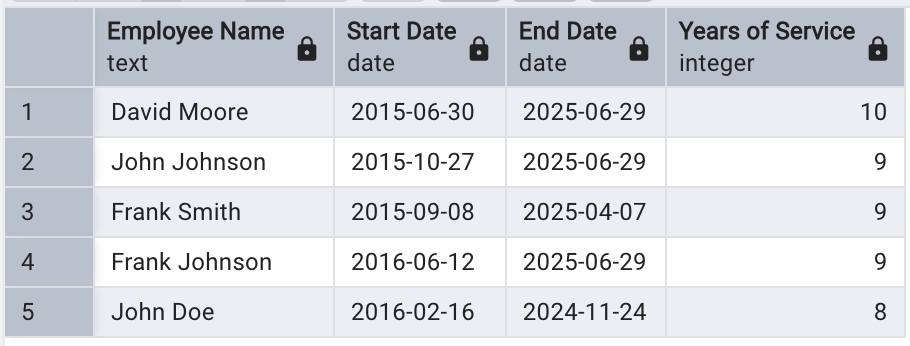 Employee Name Start Date End Date Years of Service
text date date integer
1 David Moore 2015-06-30 2025-06-29 10
2 John Johnson 2015-10-27 2025-06-29 9
3 Frank Smith 2015-09-08 2025-04-07 9
4 Frank Johnson 2016-06-12 2025-06-29 9
5 John Doe 2016-02-16 2024-11-24 8